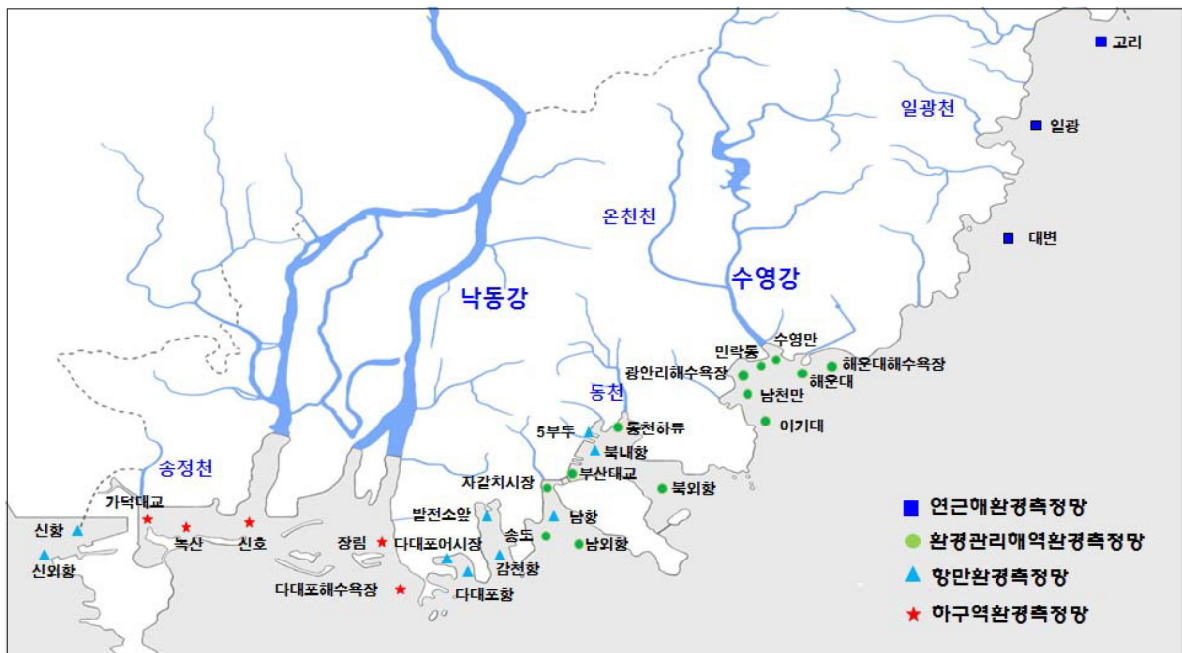 고리
일광천
일광
온천천
대변
수영강
낙동강
수영만
민락동
해운대해수욕장
광안리해수욕장
해운대
동천
남천만
이기대
5부두
동천하류
북내항
송정천
부산대교
자갈치시장
북외항
가덕대교
발전소앞
남항
신항
녹산
신호
장림
다대포어시장
송도
남외항
신외항
감천항
다대포해수욕장
다대포항
연근해환경측정망
환경관리해역환경측정망
항만환경측정망
하구역환경측정망